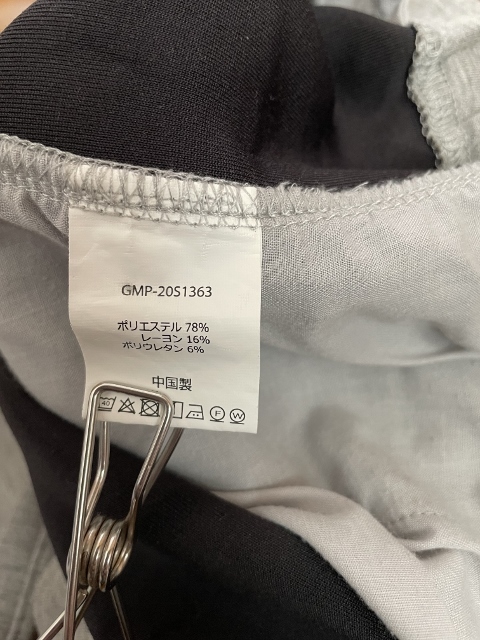 GMP-20S1363
ポリエステル 78%
レーヨン 16%
ポリウレタン 6%
中国製
40 F W